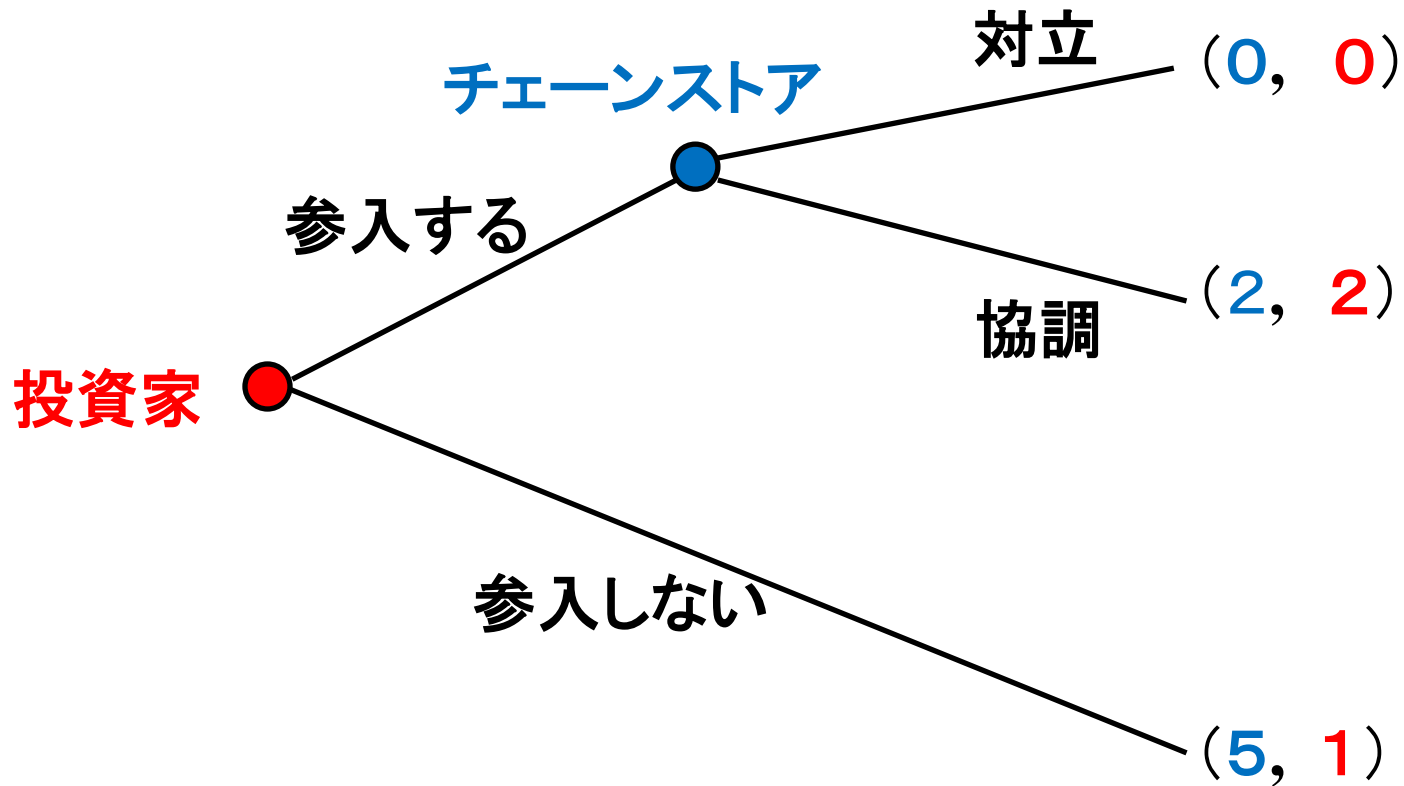 対立
(0, 0)
チェーンストア
参入する
協調
(2, 2)
投資家
参入しない
(5, 1)